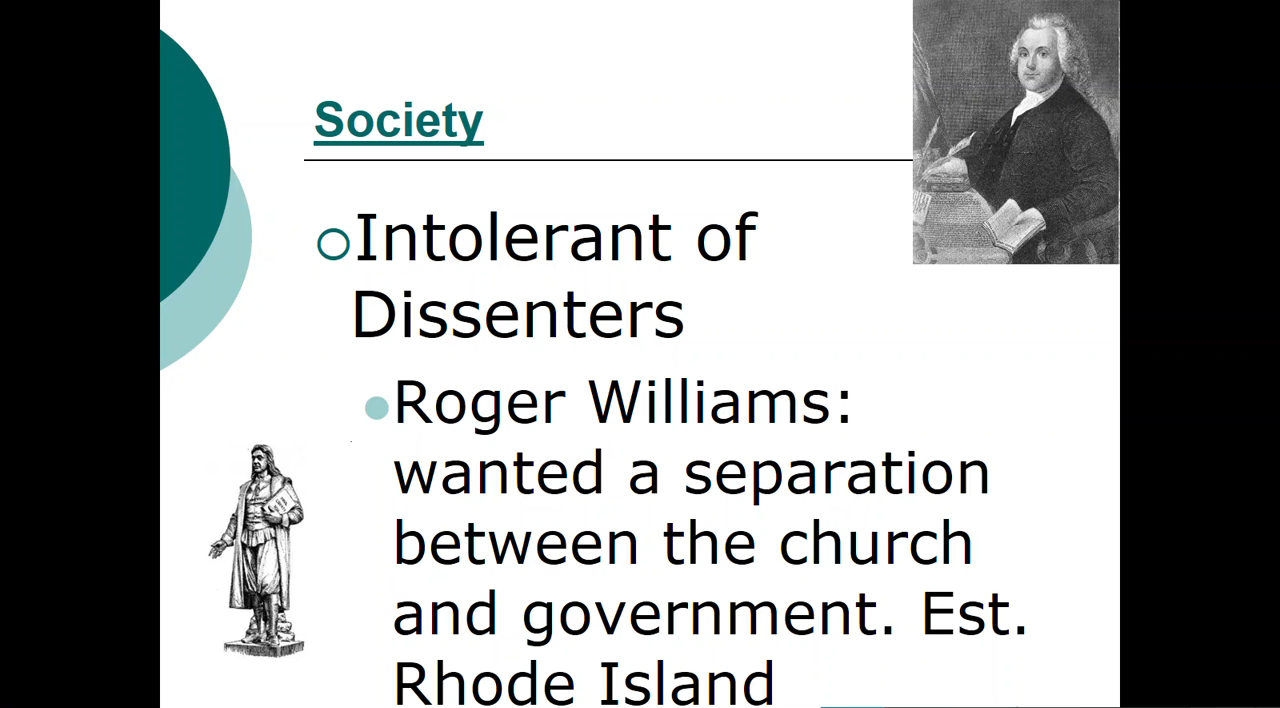 Society
Intolerant of
Dissenters
Roger Williams:
wanted a separation
between the church
and government. Est.
Rhode Island